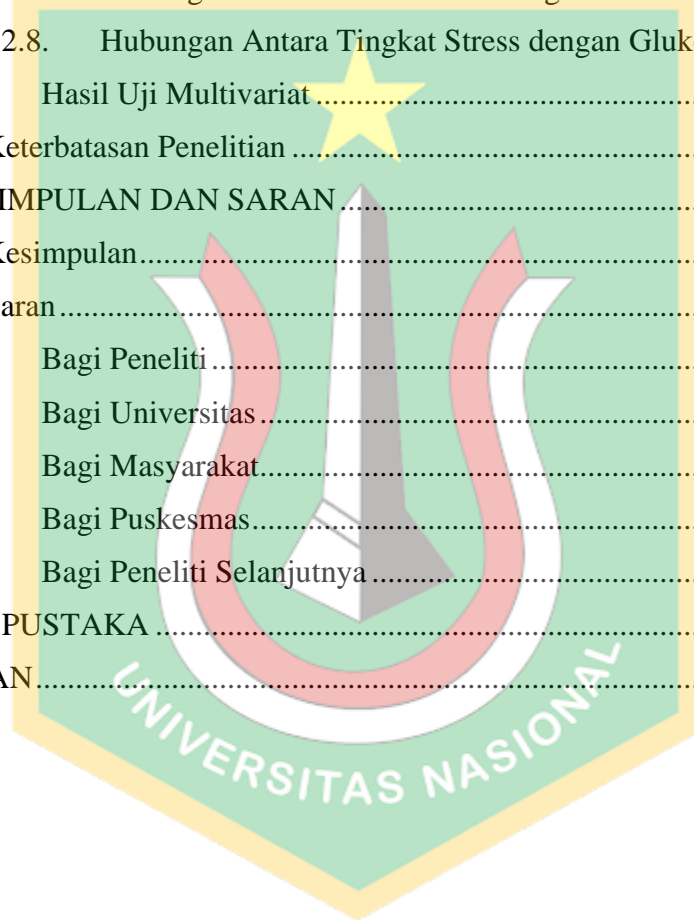 2.8. Hubungan Antara Tingkat Stress dengan Gluk
Hasil Uji Multivariat........................................
Keterbatasan Penelitian........................................
IMPULAN DAN SARAN........................................
Kesimpulan........................................
aran........................................
Bagi Peneliti........................................
Bagi Universitas........................................
Bagi Masyarakat........................................
Bagi Puskesmas........................................
Bagi Peneliti Selanjutnya........................................
PUSTAKA........................................
AN........................................
UNIVERSITAS NASIONAL